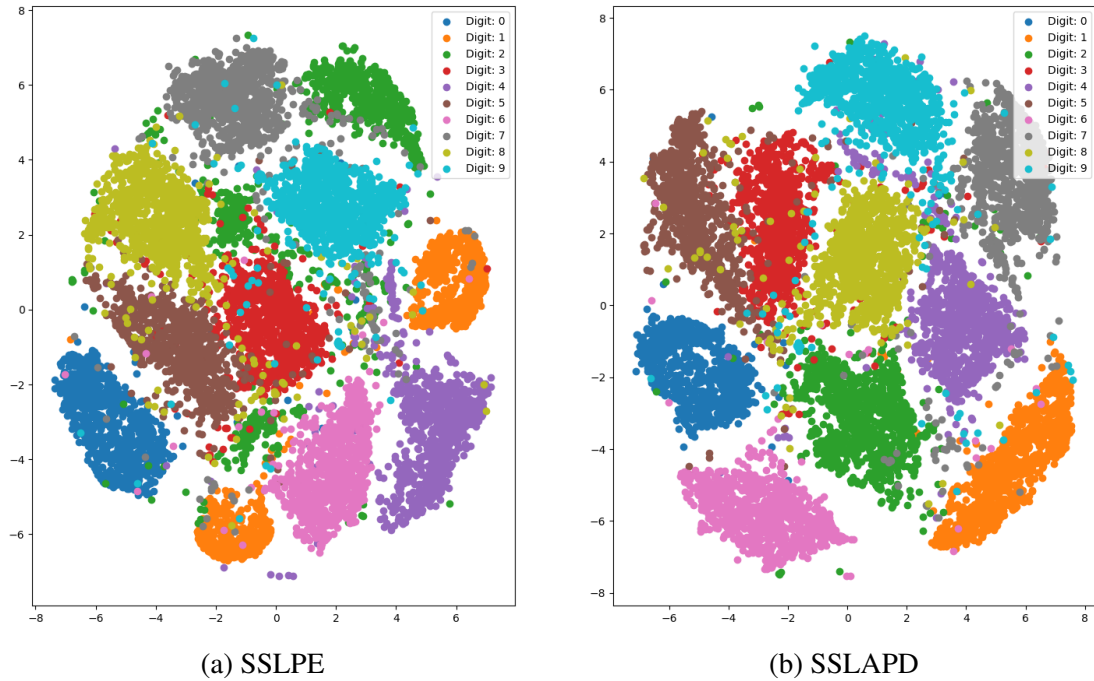 8
6
4
2
0
−2
−4
−6
−8 −6 −4 −2 0 2 4 6
Digit: 0
Digit: 1
Digit: 2
Digit: 3
Digit: 4
Digit: 5
Digit: 6
Digit: 7
Digit: 8
Digit: 9
(a) SSLPE
8
6
4
2
0
−2
−4
−6
−8
−6 −4 −2 0 2 4 6 8
Digit: 0
Digit: 1
Digit: 2
Digit: 3
Digit: 4
Digit: 5
Digit: 6
Digit: 7
Digit: 8
Digit: 9
(b) SSLAPD